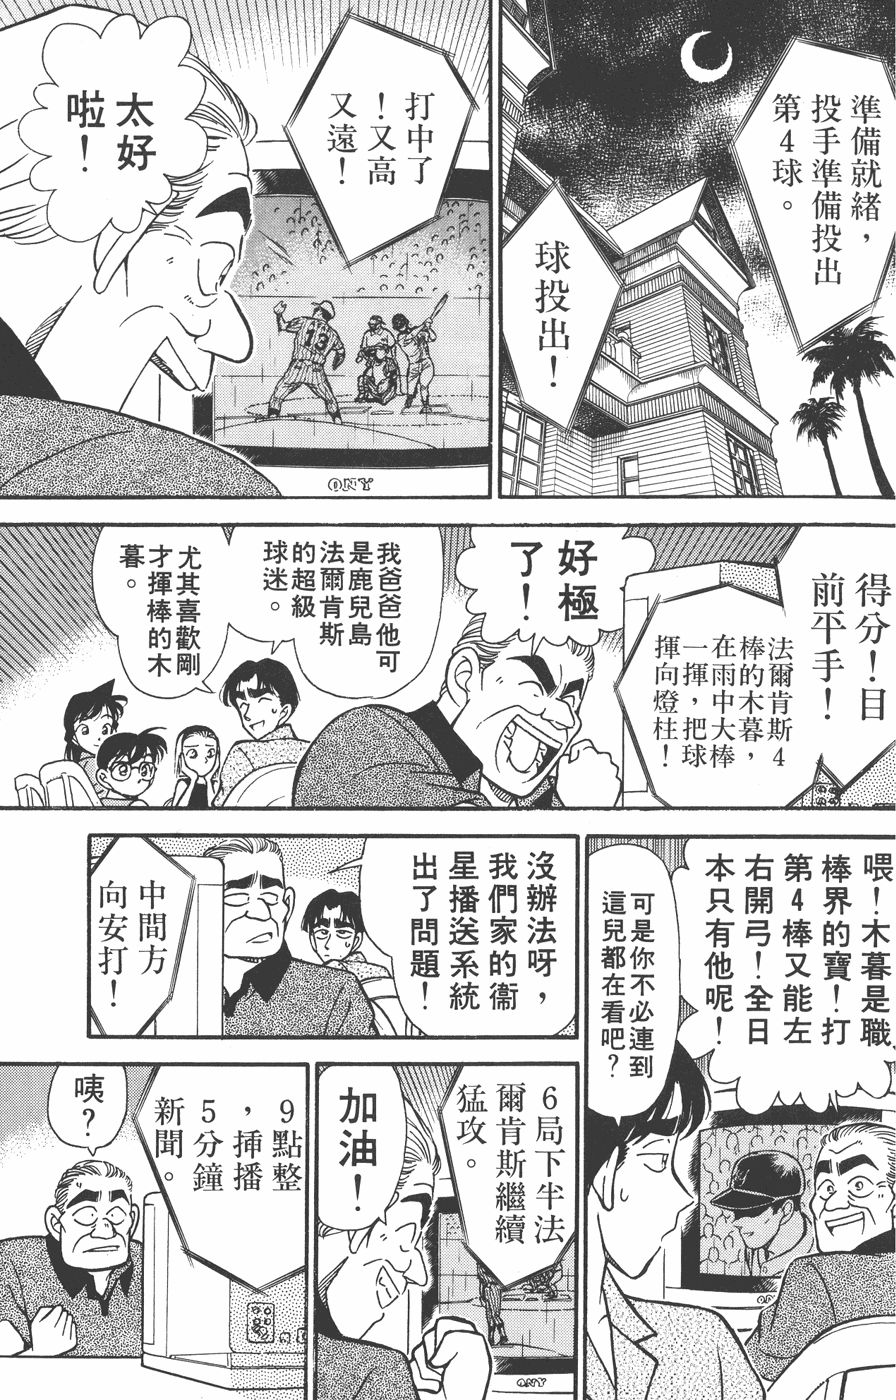 準備就緒，
投手準備投出
第4球。
球投出！
打中了
！又高
又遠！
太好
啦！
ONY
得分！目
前平手！
法爾肯斯4
棒的木暮，
在雨中大棒
一揮，把球
揮向燈柱！
好極
了！
我爸爸他可
是鹿兒島
法爾肯斯
的超級
球迷。
尤其喜歡剛
才揮棒的木
暮。
喂！木暮是職
棒界的寶！打
第4棒又能左
右開弓！全日
本只有他呢！
可是你不必連到
這兒都在看吧？
沒辦法呀，
我們家的衞
星播送系統
出了問題！
中間方
向安打！
6局下半法
爾肯斯繼續
猛攻。
加油！
ONY
9點整
，插播
5分鐘
新聞。
咦？